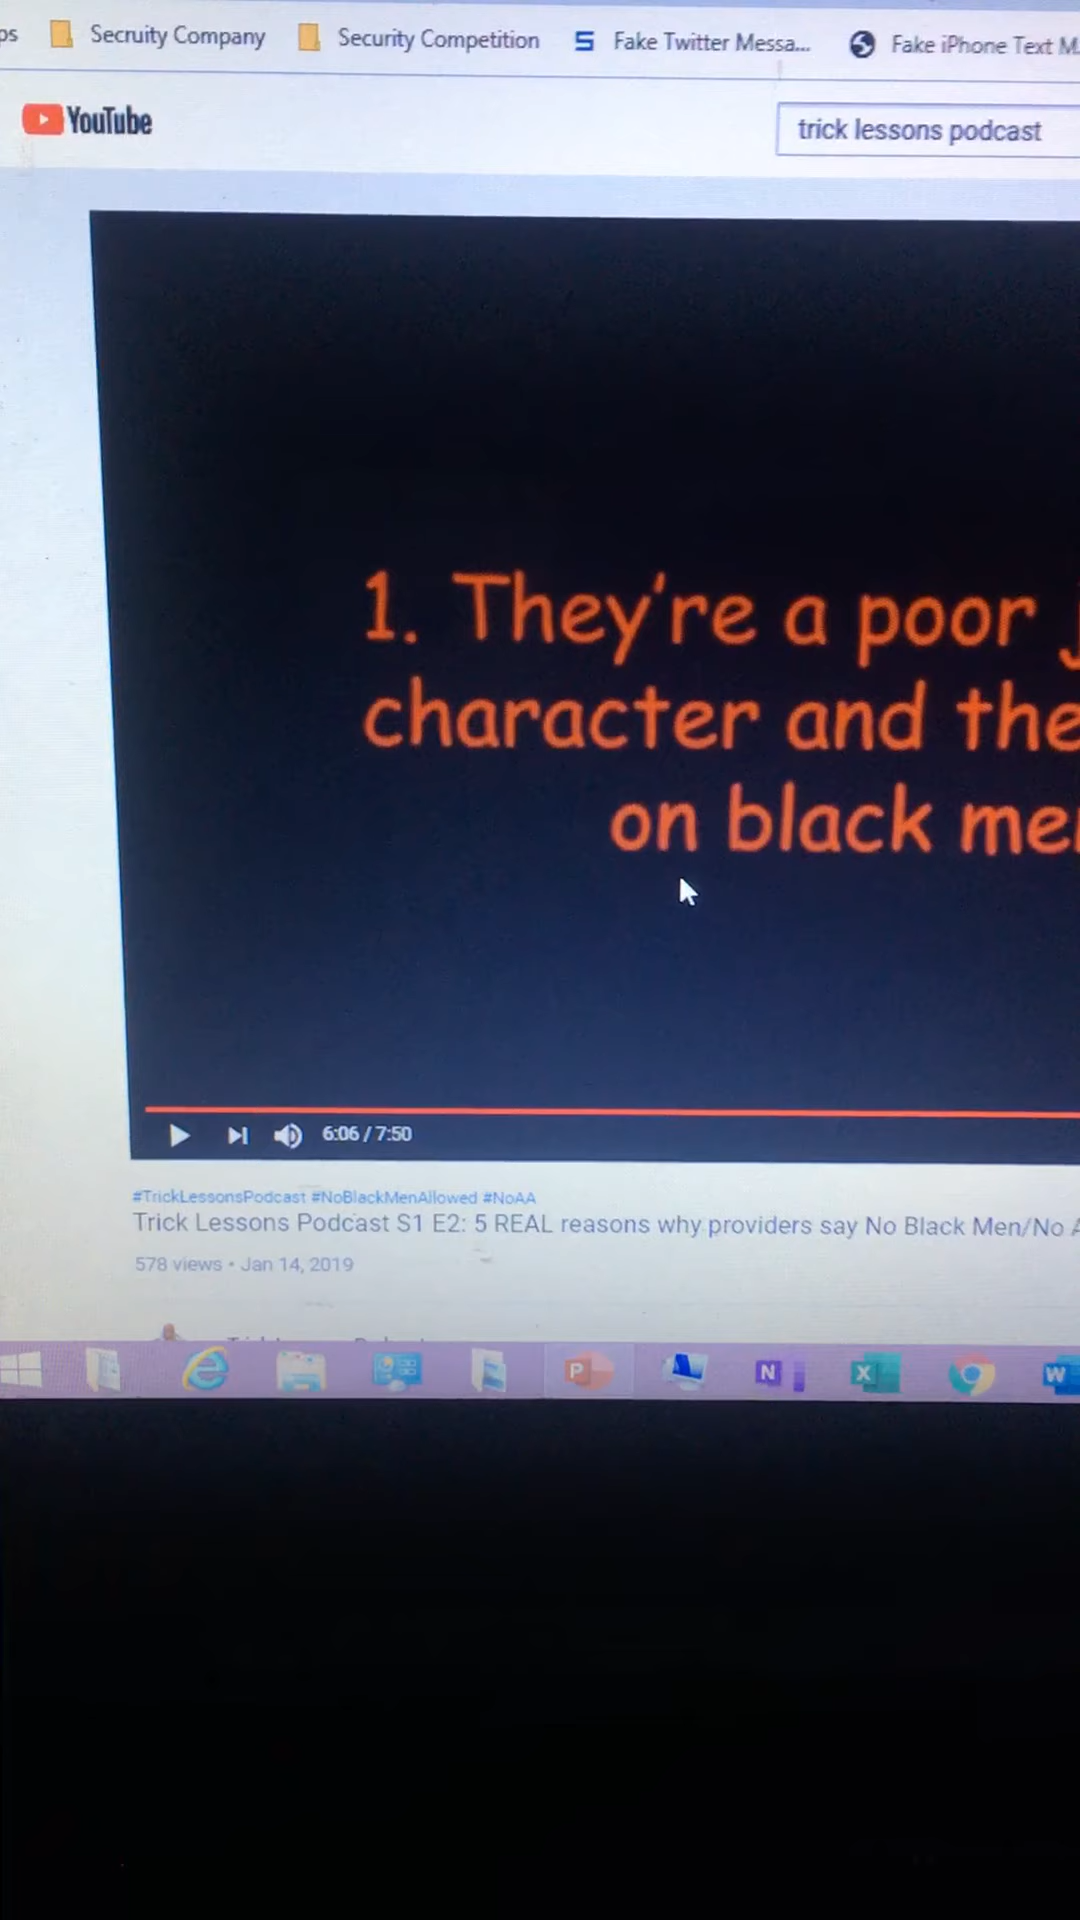 ps Secruity Company Security Competition Fake Twitter Messa... Fake iPhone Text M
YouTube
trick lessons podcast
1. They're a poor
character and the
on black me
6:06 / 7:50
#TrickLessonsPodcast #NoBlackMenAllowed #NoAA
Trick Lessons Podcast S1 E2: 5 REAL reasons why providers say No Black Men/No A
578 views • Jan 14, 2019
P N X W